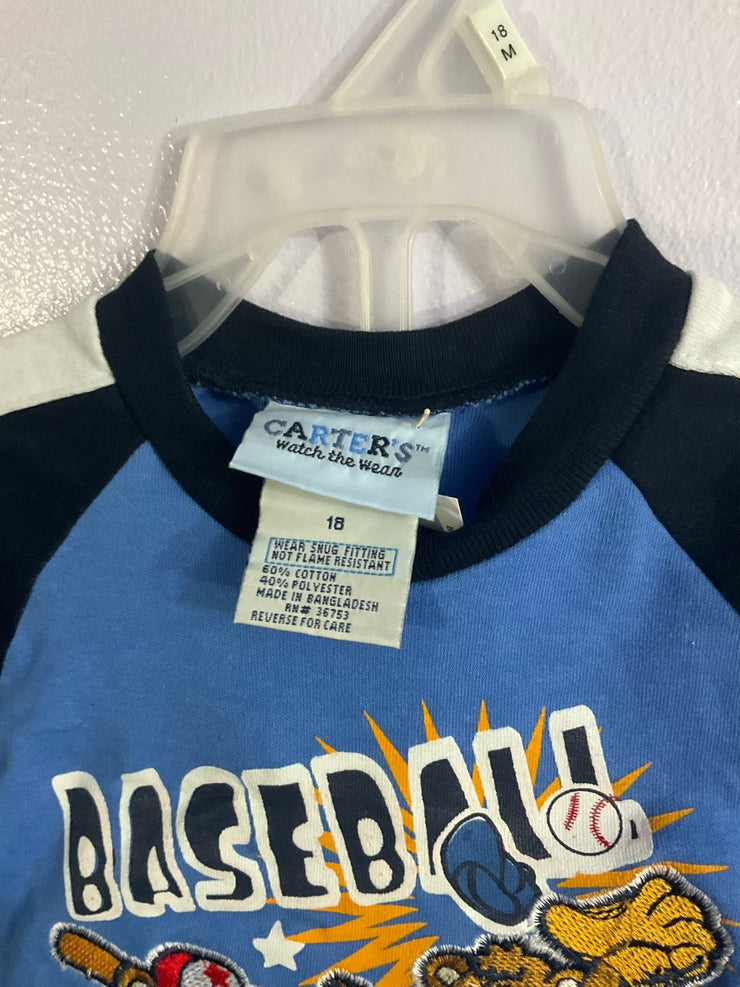 18
M
CARTER'S™
Watch the Wear
18
WEAR SNUG FITTING
NOT FLAME RESISTANT
60% COTTON
40% POLYESTER
MADE IN BANGLADESH
RN# 36753
REVERSE FOR CARE
BASEBALL